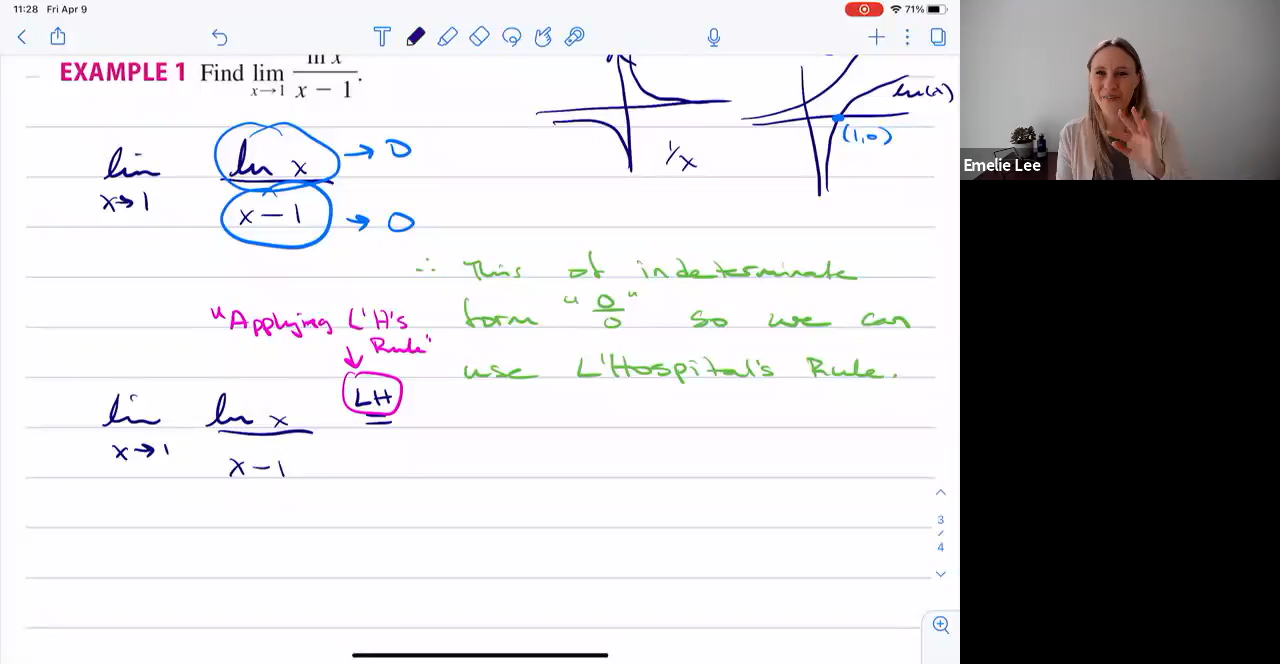 11:28 Fri Apr 9
71%
EXAMPLE 1 Find lim x→1 ln x / x − 1.
1/x
ln(x)
(1,0)
Emelie Lee
lim x→1 ln x → 0
x − 1 → 0
∴ This of indeterminate
form "0/0" so we can
use L'Hospital's Rule.
"Applying L'H's
Rule"
LH
=
lim x→1 ln x
x − 1
3
/
4